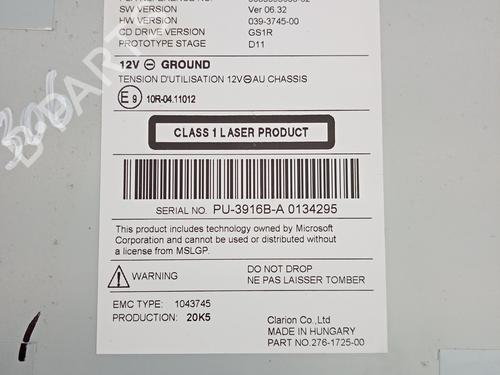 SW VERSION Ver 06.32
HW VERSION 039-3745-00
CD DRIVE VERSION GS1R
PROTOTYPE STAGE D11
12V ⊖ GROUND
TENSION D'UTILISATION 12V⊖AU CHASSIS
E9 10R-04.11012
CLASS 1 LASER PRODUCT
SERIAL NO. PU-3916B-A 0134295
This product includes technology owned by Microsoft
Corporation and cannot be used or distributed without
a license from MSLGP.
WARNING
DO NOT DROP
NE PAS LAISSER TOMBER
EMC TYPE: 1043745
PRODUCTION: 20K5
Clarion Co.,Ltd
MADE IN HUNGARY
PART NO.276-1725-00